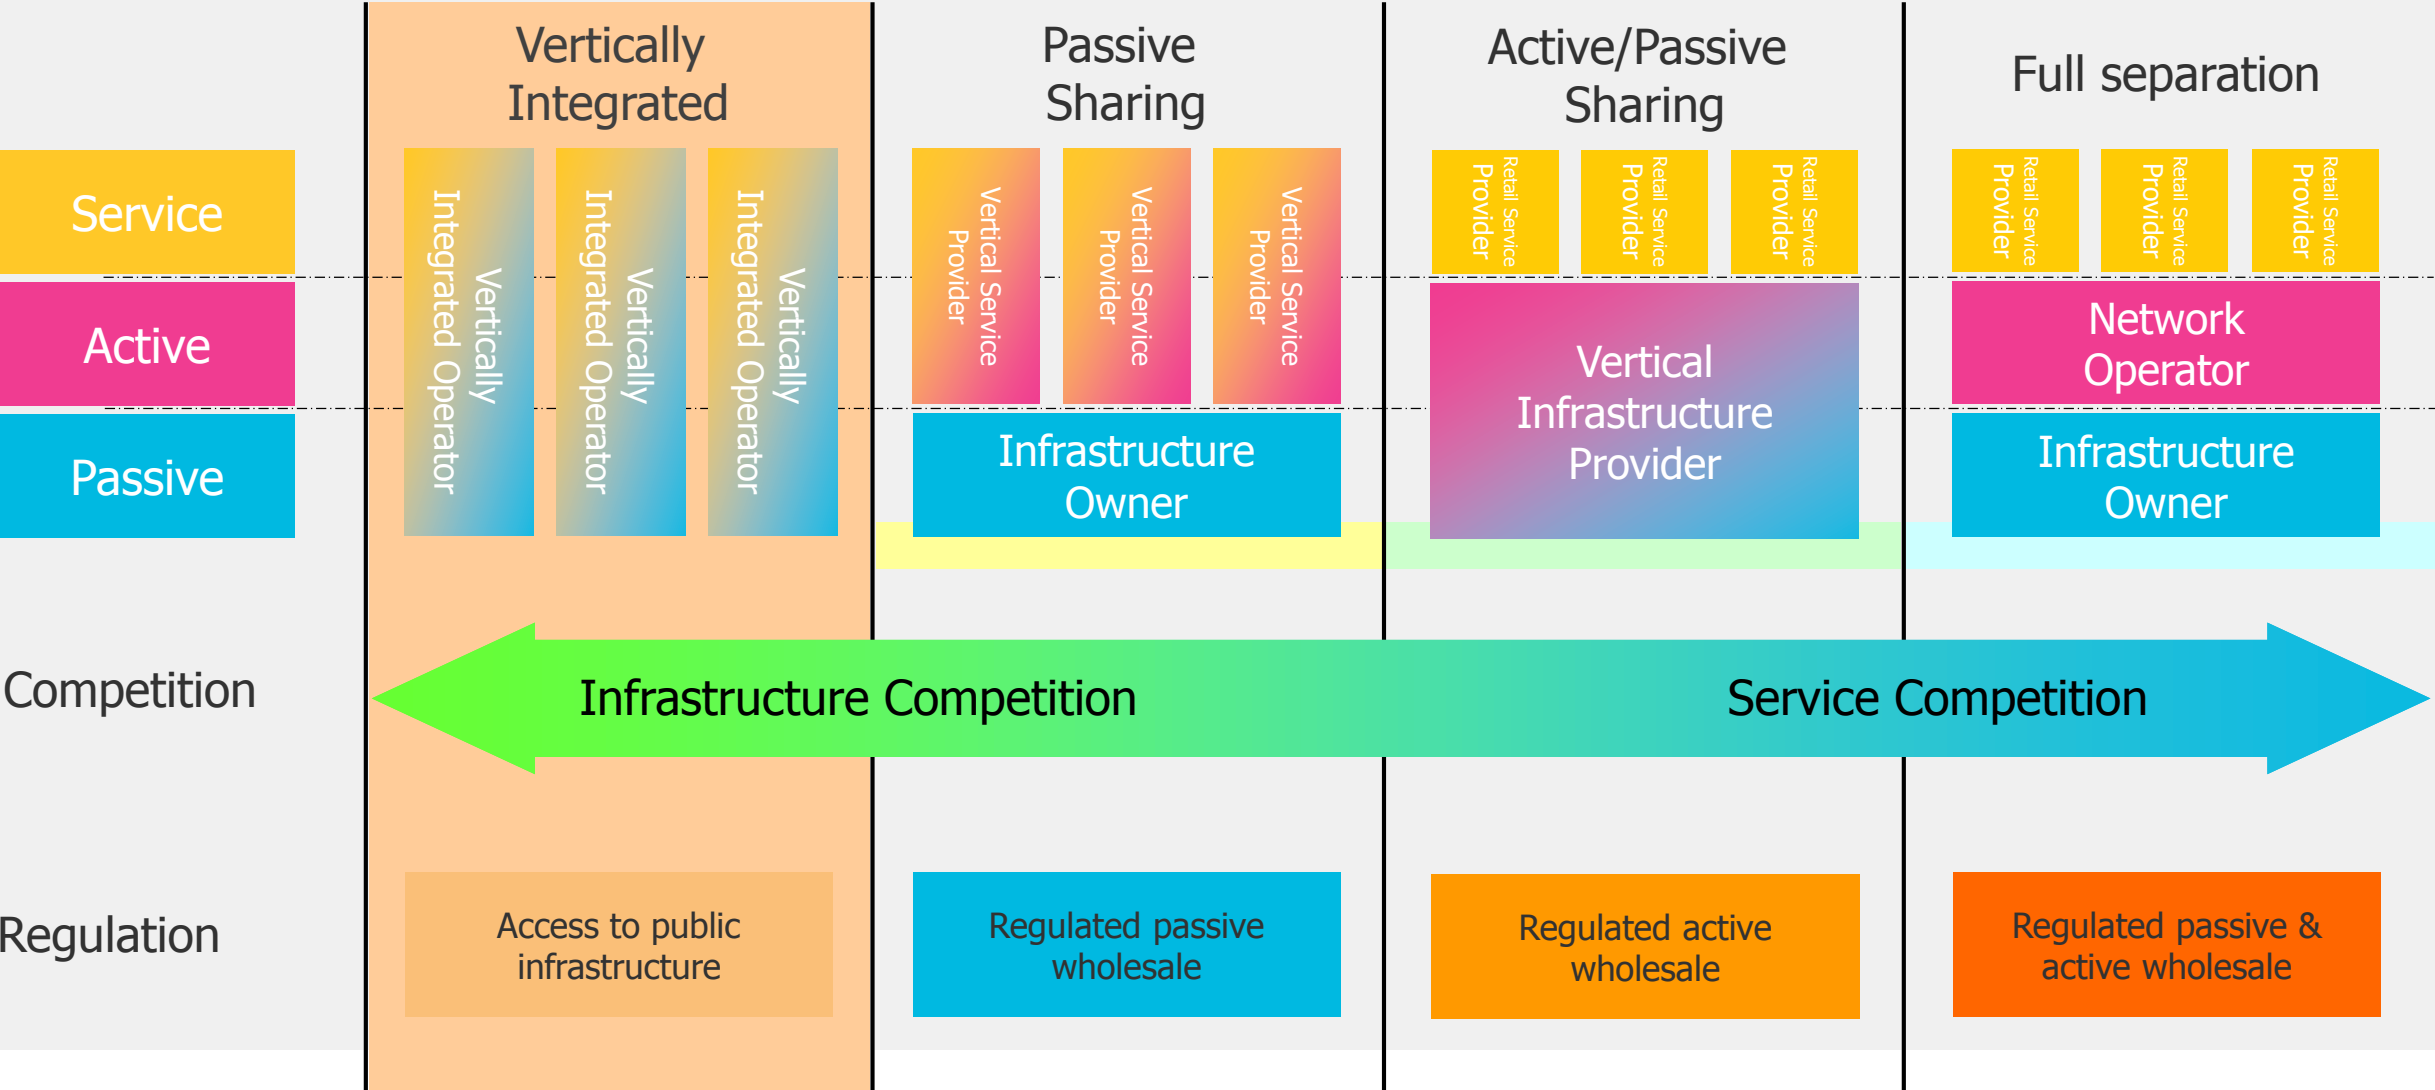 Vertically
Integrated
Passive
Sharing
Active/Passive
Sharing
Full separation
Service
Active
Passive
Vertically
Integrated Operator
Vertically
Integrated Operator
Vertically
Integrated Operator
Vertical Service
Provider
Vertical Service
Provider
Vertical Service
Provider
Infrastructure
Owner
Retail Service
Provider
Retail Service
Provider
Retail Service
Provider
Vertical
Infrastructure
Provider
Retail Service
Provider
Retail Service
Provider
Retail Service
Provider
Network
Operator
Infrastructure
Owner
Competition
Infrastructure Competition
Service Competition
Regulation
Access to public
infrastructure
Regulated passive
wholesale
Regulated active
wholesale
Regulated passive &
active wholesale